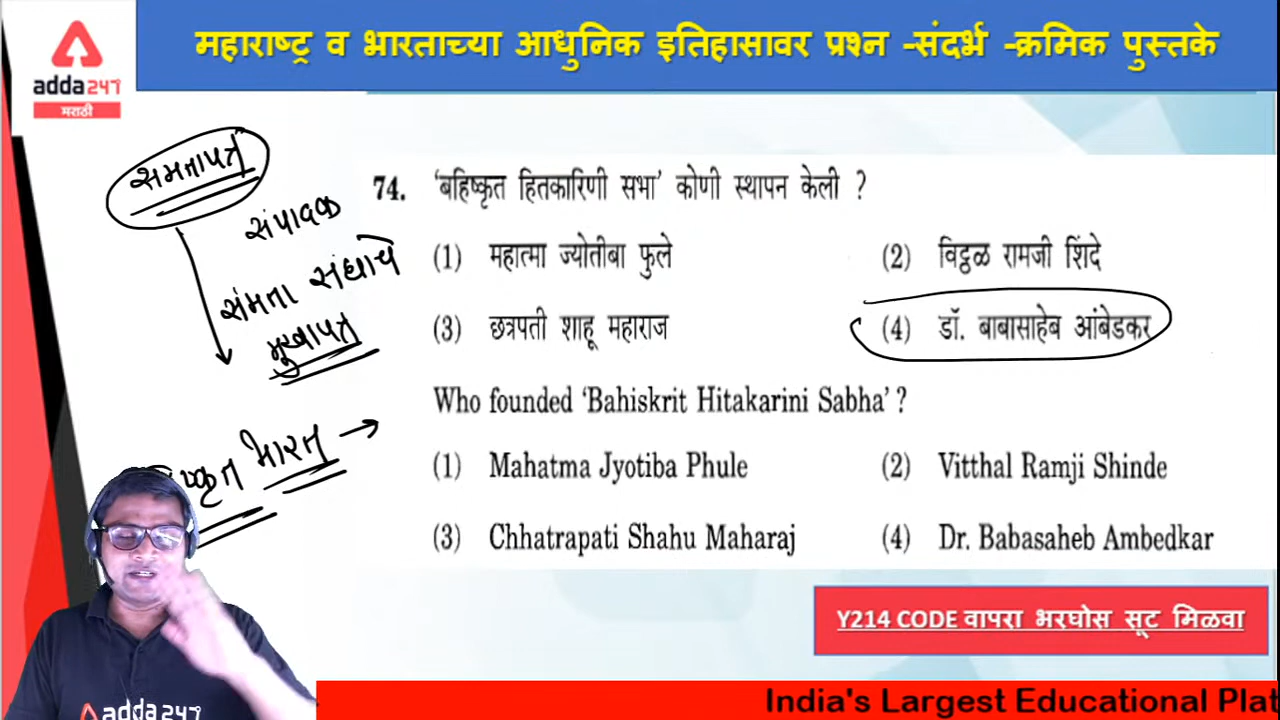 महाराष्ट्र व भारताच्या आधुनिक इतिहासावर प्रश्न -संदर्भ -क्रमिक पुस्तके
adda247
मराठी
समतापत्र
संपादक
समता संघाचे
मुखापत्र
भारत
74. 'बहिष्कृत हितकारिणी सभा' कोणी स्थापन केली ?
(1) महात्मा ज्योतीबा फुले (2) विठ्ठल रामजी शिंदे
(3) छत्रपती शाहू महाराज (4) डॉ. बाबासाहेब आंबेडकर
Who founded 'Bahiskrit Hitakarini Sabha' ?
(1) Mahatma Jyotiba Phule (2) Vitthal Ramji Shinde
(3) Chhatrapati Shahu Maharaj (4) Dr. Babasaheb Ambedkar
Y214 CODE वापरा भरघोस सूट मिळवा
adda247
India's Largest Educational Plat